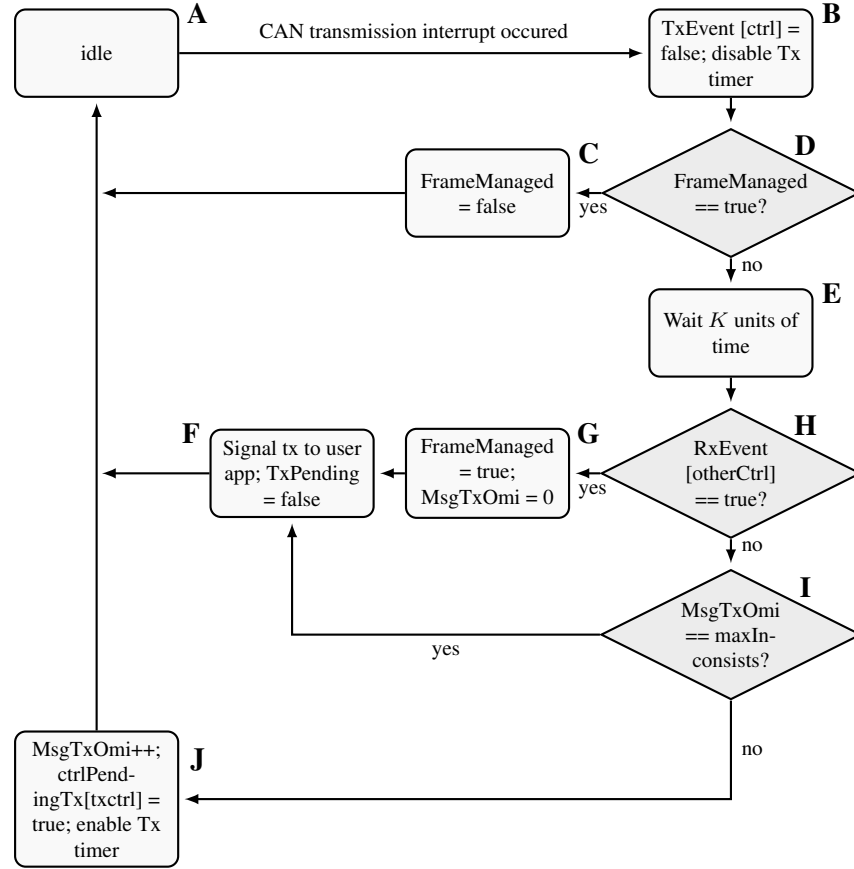 A
idle
CAN transmission interrupt occured
B
TxEvent [ctrl] =
false; disable Tx
timer
C
FrameManaged
= false
yes
D
FrameManaged
== true?
no
E
Wait K units of
time
F
Signal tx to user
app; TxPending
= false
G
FrameManaged
= true;
MsgTxOmi = 0
yes
H
RxEvent
[otherCtrl]
== true?
no
I
MsgTxOmi
== maxIn-
consists?
yes
no
J
MsgTxOmi++;
ctrlPend-
ingTx[txctrl] =
true; enable Tx
timer